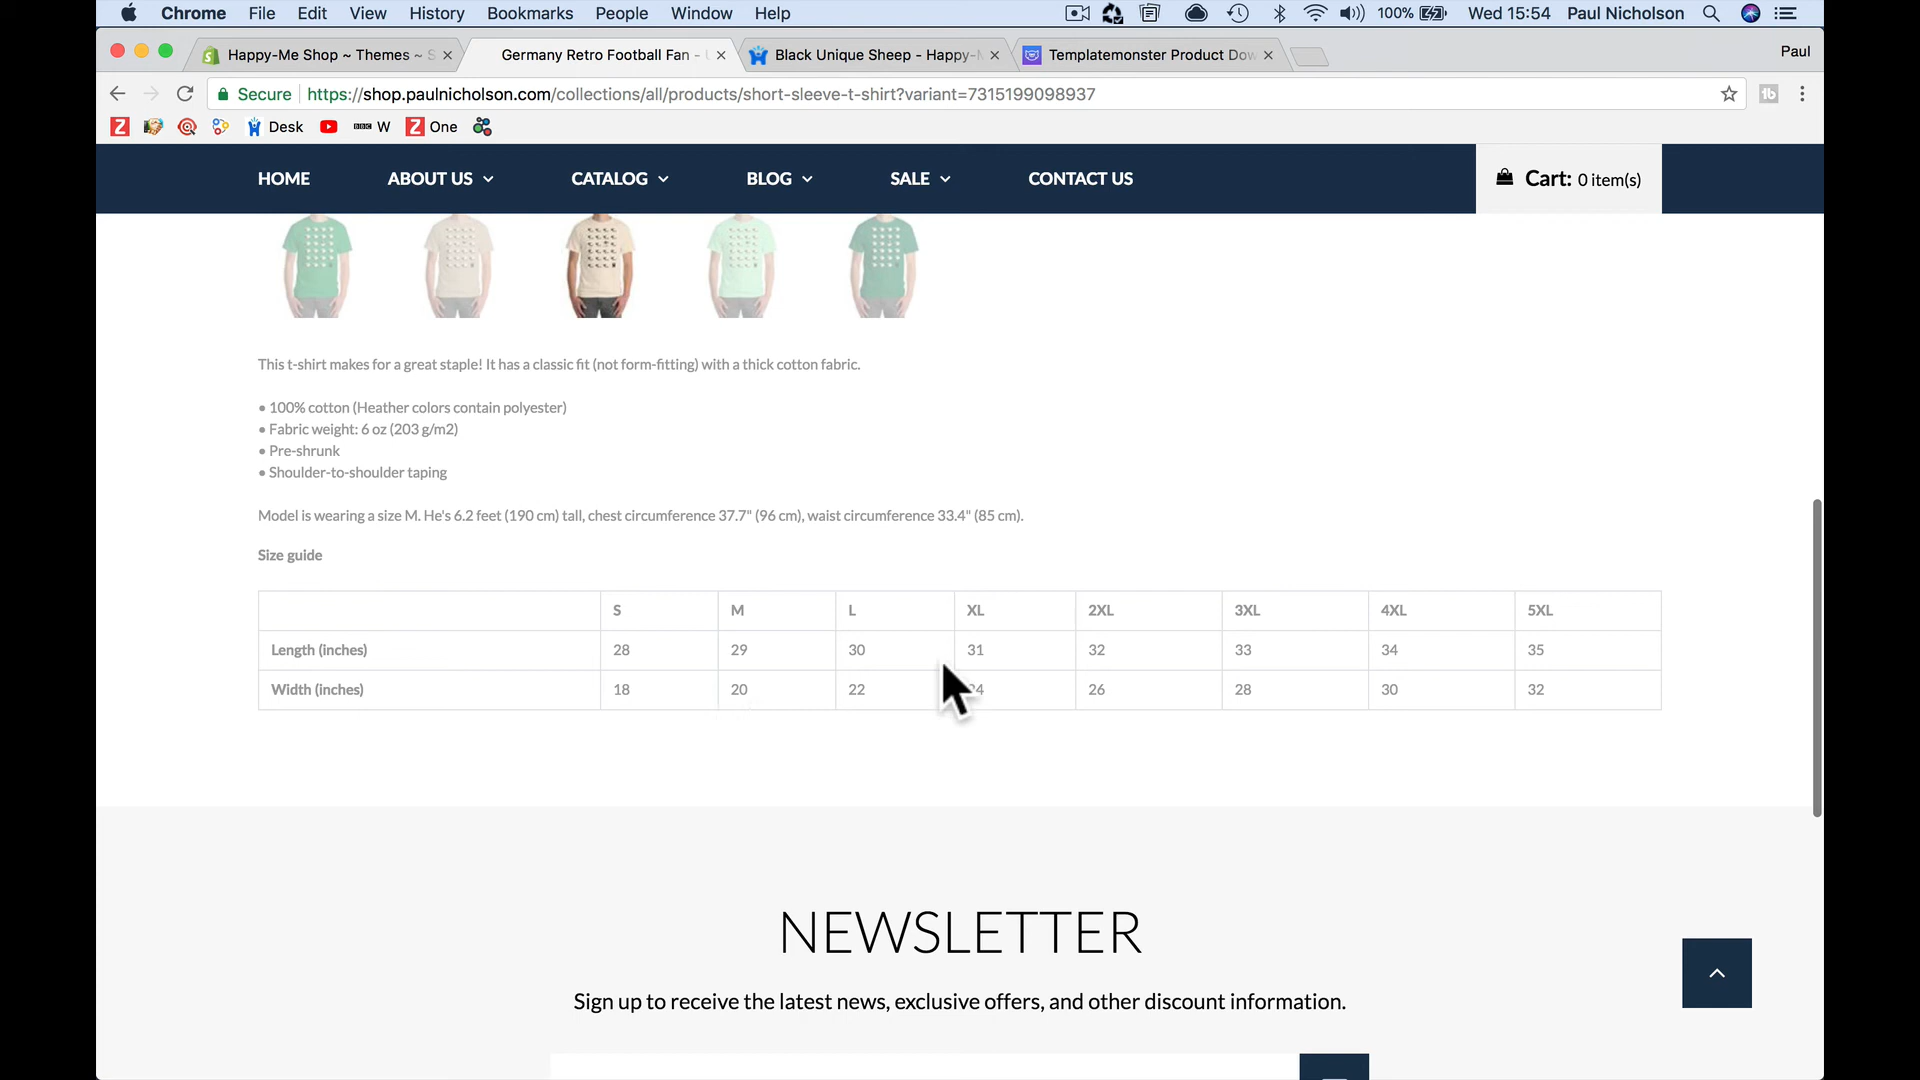 Chrome File Edit View History Bookmarks People Window Help 100% Wed 15:54 Paul Nicholson
Happy-Me Shop ~ Themes ~ S Germany Retro Football Fan - Black Unique Sheep - Happy- Templatemonster Product Dow Paul
Secure https://shop.paulnicholson.com/collections/all/products/short-sleeve-t-shirt?variant=7315199098937
Desk BBC W One
HOME ABOUT US CATALOG BLOG SALE CONTACT US Cart: 0 item(s)
This t-shirt makes for a great staple! It has a classic fit (not form-fitting) with a thick cotton fabric.
• 100% cotton (Heather colors contain polyester)
• Fabric weight: 6 oz (203 g/m2)
• Pre-shrunk
• Shoulder-to-shoulder taping
Model is wearing a size M. He's 6.2 feet (190 cm) tall, chest circumference 37.7" (96 cm), waist circumference 33.4" (85 cm).
Size guide
S M L XL 2XL 3XL 4XL 5XL
Length (inches) 28 29 30 31 32 33 34 35
Width (inches) 18 20 22 4 26 28 30 32
NEWSLETTER
Sign up to receive the latest news, exclusive offers, and other discount information.